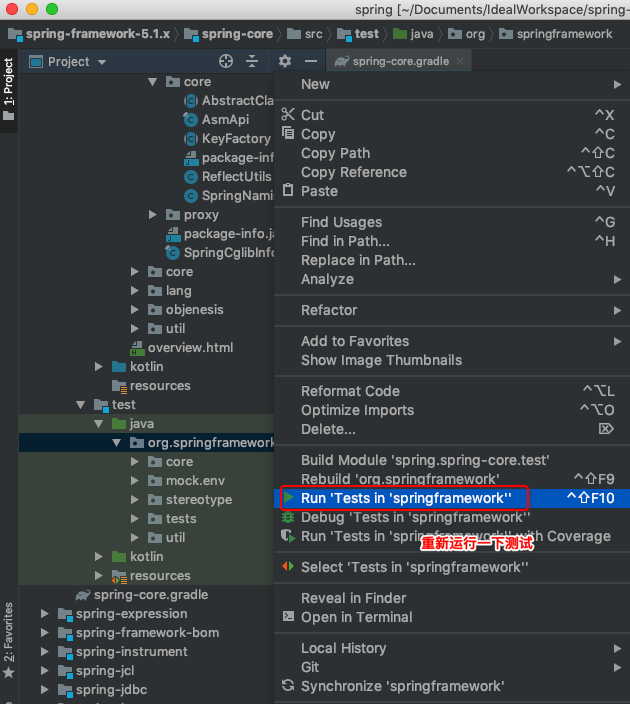 spring [~/Documents/IdealWorkspace/spring-
spring-framework-5.1.x
spring-core
src
test
java
org
springframework
1: Project
2: Favorites
Project
spring-core.gradle
core
AbstractCla
AsmApi
KeyFactory
package-inf
ReflectUtils
SpringNami
proxy
package-info.ja
SpringCglibInfo
core
lang
objenesis
util
overview.html
kotlin
resources
test
java
org.springframework
core
mock.env
stereotype
tests
util
kotlin
resources
spring-core.gradle
spring-expression
spring-framework-bom
spring-instrument
spring-jcl
spring-jdbc
New
Cut ^X
Copy ^C
Copy Path ^⇧C
Copy Reference ^⌥⇧C
Paste ^V
Find Usages ^G
Find in Path... ^H
Replace in Path...
Analyze
Refactor
Add to Favorites
Show Image Thumbnails
Reformat Code ^⌥L
Optimize Imports ^⌥O
Delete... ⌦
Build Module 'spring.spring-core.test'
Rebuild 'org.springframework' ^⇧F9
Run 'Tests in 'springframework'' ^⇧F10
Debug 'Tests in 'springframework''
Run 'Tests in 'springframework'' with Coverage
重新运行一下测试
Select 'Tests in 'springframework''
Reveal in Finder
Open in Terminal
Local History
Git
Synchronize 'springframework'